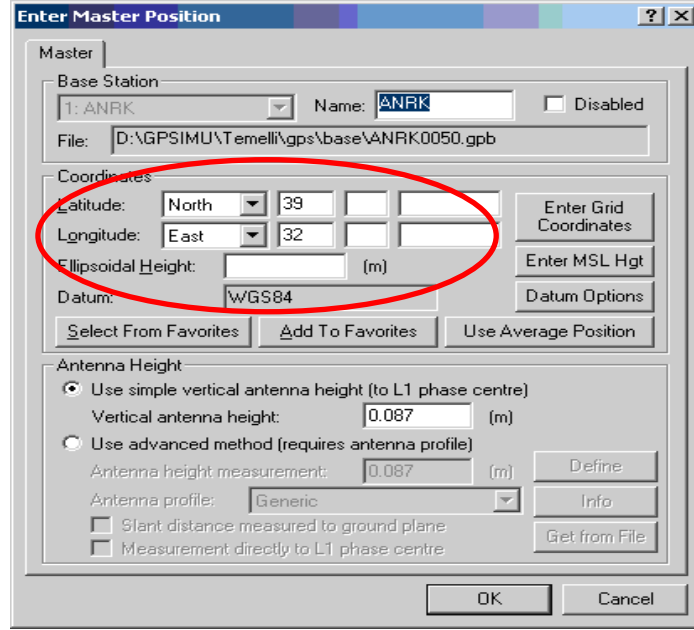 Enter Master Position
Master
Base Station
1: ANRK Name: ANRK Disabled
File: D:\GPSIMU\Temelli\gps\base\ANRK0050.gpb
Coordinates
Latitude: North 39
Enter Grid Coordinates
Longitude: East 32
Ellipsoidal Height: (m) Enter MSL Hgt
Datum: WGS84 Datum Options
Select From Favorites Add To Favorites Use Average Position
Antenna Height
Use simple vertical antenna height (to L1 phase centre)
Vertical antenna height: 0.087 (m)
Use advanced method (requires antenna profile)
Antenna height measurement: 0.087 (m) Define
Antenna profile: Generic Info
Slant distance measured to ground plane
Get from File
Measurement directly to L1 phase centre
OK Cancel